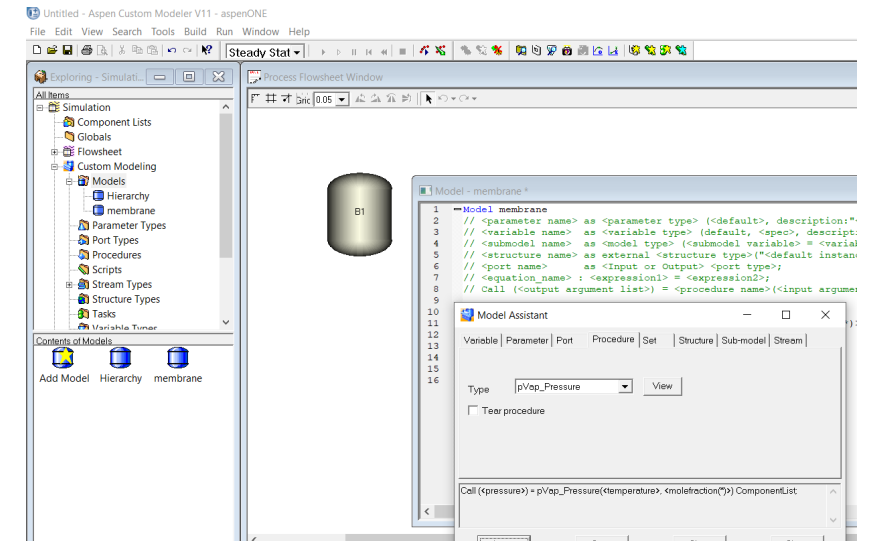 Untitled - Aspen Custom Modeler V11 - aspenONE
File Edit View Search Tools Build Run Window Help
Steady Stat
Exploring - Simulati...
Process Flowsheet Window
All Items
0.05
Simulation
Component Lists
Globals
Flowsheet
Custom Modeling
Models
Hierarchy
membrane
Parameter Types
Port Types
Procedures
Scripts
Stream Types
Structure Types
Tasks
Variable Types
Contents of Models
Add Model Hierarchy membrane
B1
Model - membrane *
1 Model membrane
2 // <parameter name> as <parameter type> (<default>, description:"
3 // <variable name> as <variable type> (default, <spec>, descript
4 // <submodel name> as <model type> (<submodel variable> = <varia
5 // <structure name> as external <structure type>("<default instan
6 // <port name> as <Input or Output> <port type>;
7 // <equation_name> : <expression1> = <expression2>;
8 // Call (<output argument list>) = <procedure name>(<input argume
9
10
11
12
13
14
15
16
Model Assistant
Variable Parameter Port Procedure Set Structure Sub-model Stream
Type pVap_Pressure View
Tear procedure
Call (<pressure>) = pVap_Pressure(<temperature>, <molefraction(*)>) ComponentList;